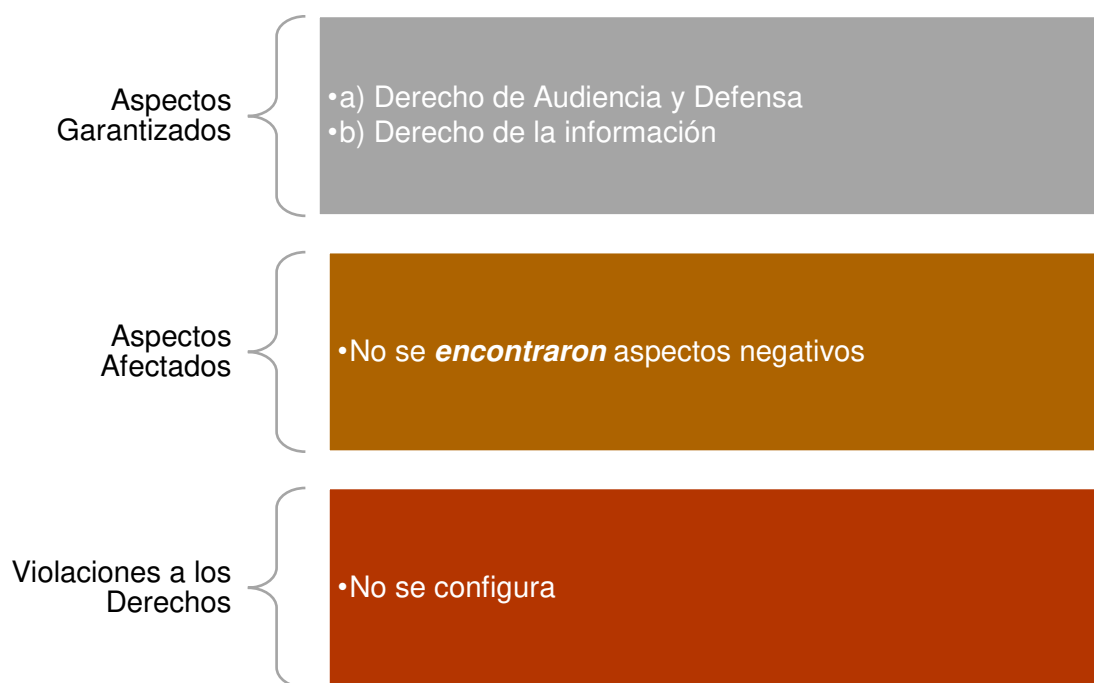 Aspectos
Garantizados
•a) Derecho de Audiencia y Defensa
•b) Derecho de la información
Aspectos
Afectados
•No se encontraron aspectos negativos
Violaciones a los
Derechos
•No se configura